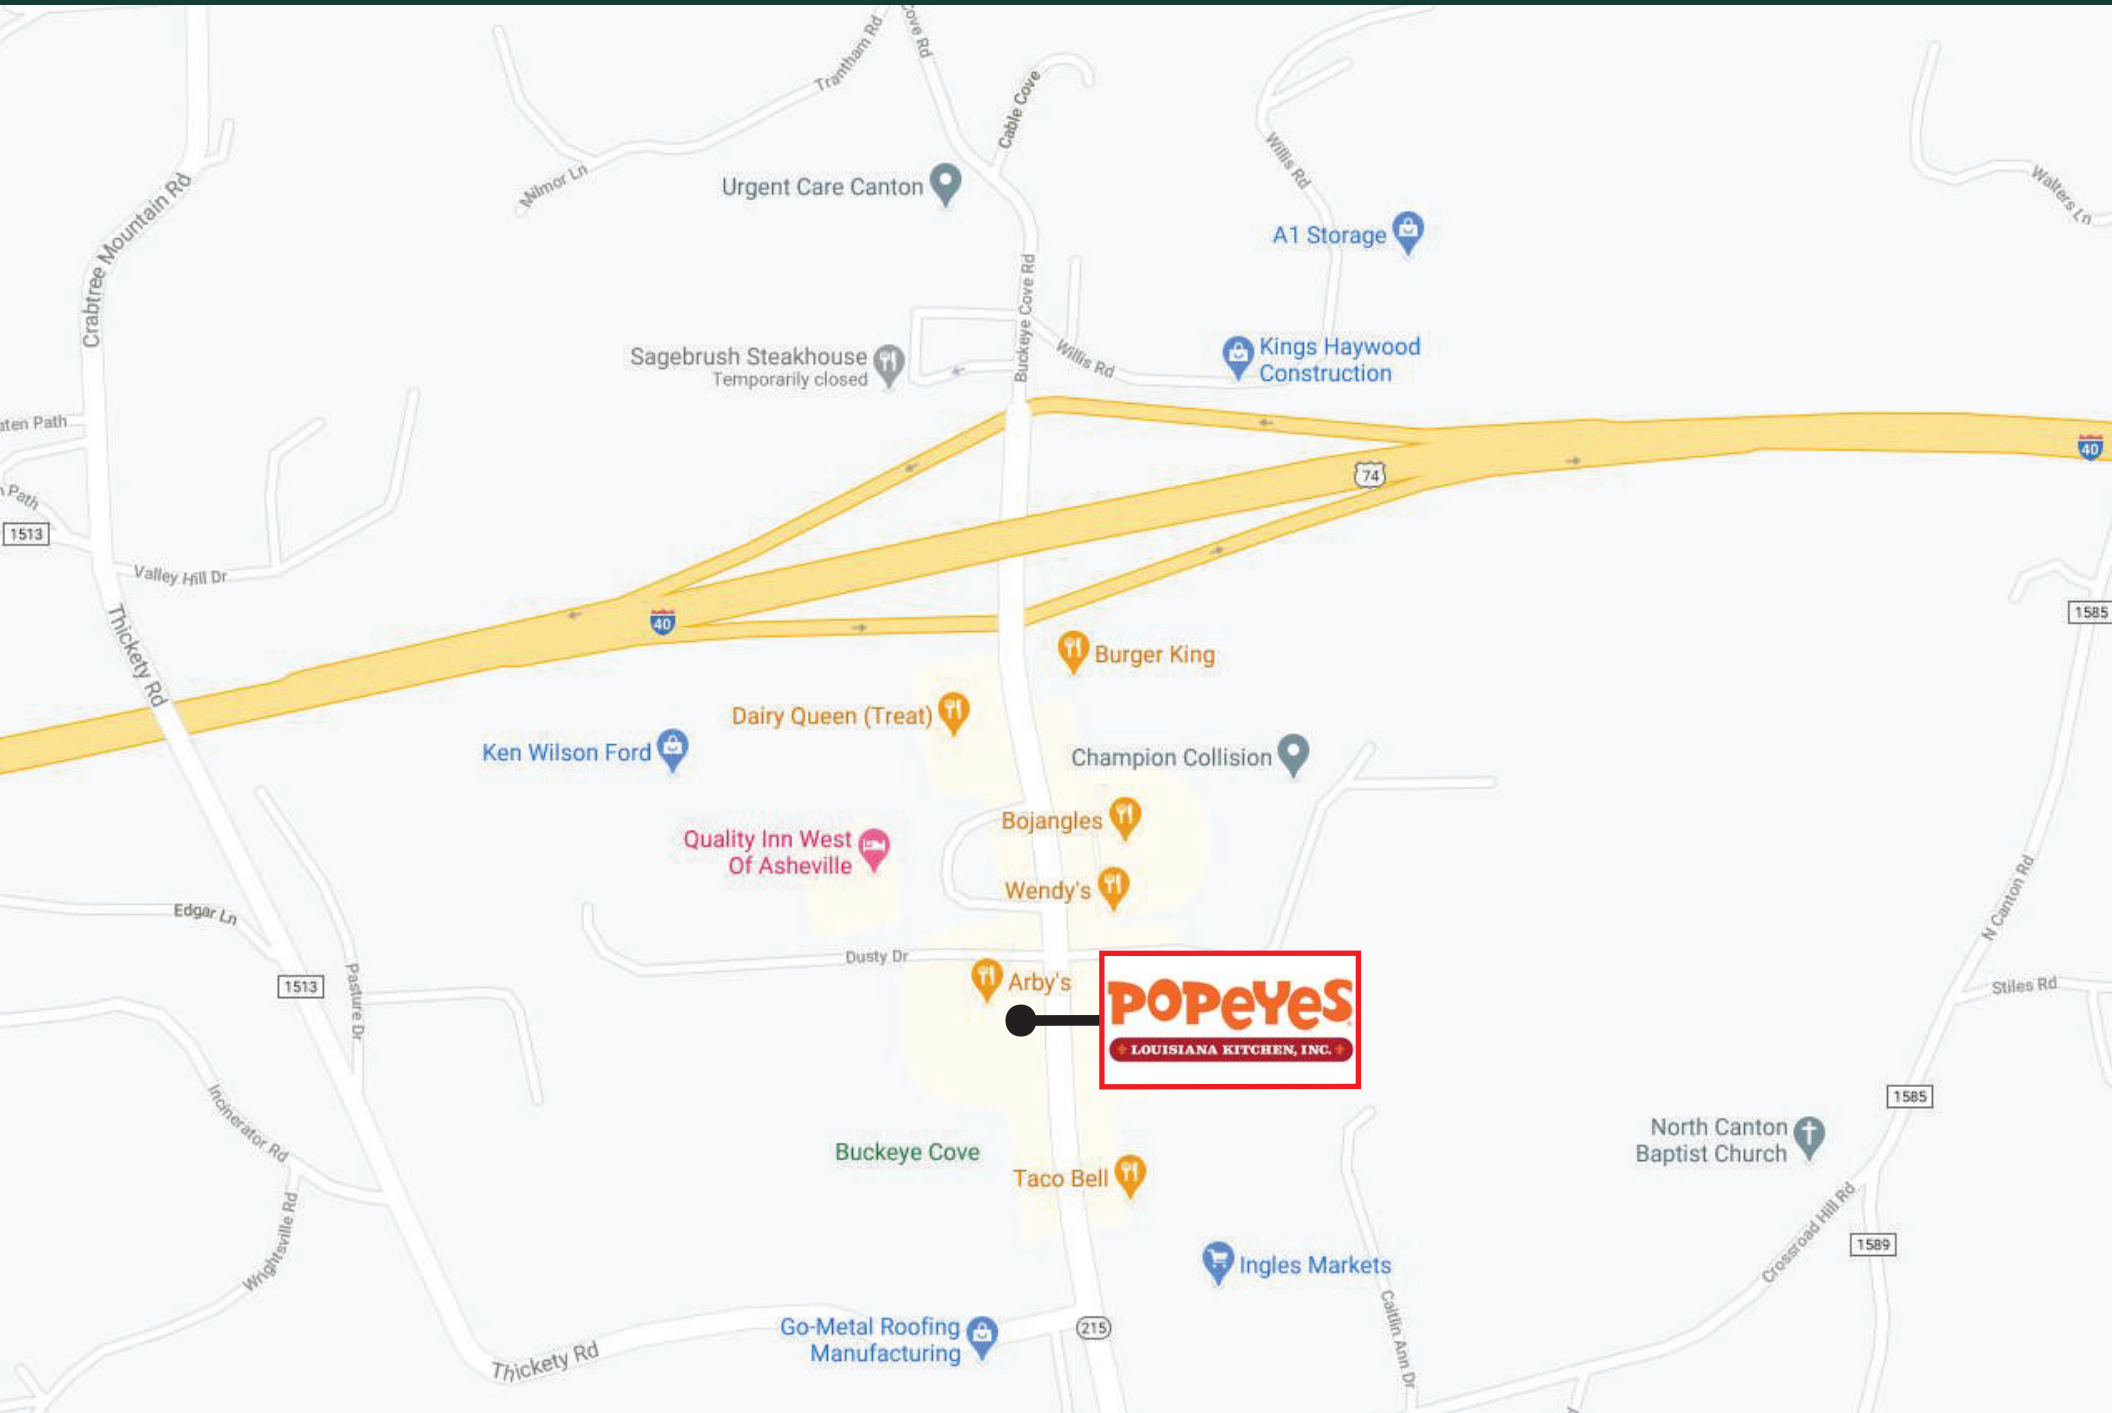 Trantham Rd
Cove Rd
Cable Cove
Willis Rd
Walters Ln
Nilmor Ln
Urgent Care Canton
A1 Storage
Crabtree Mountain Rd
Buckeye Cove Rd
Sagebrush Steakhouse
Temporarily closed
Willis Rd
Kings Haywood
Construction
Path
40
74
Path
1513
Valley Hill Dr
40
1585
Thickety Rd
Burger King
Dairy Queen (Treat)
Ken Wilson Ford
Champion Collision
Bojangles
Quality Inn West
Of Asheville
Wendy's
Edgar Ln
N Canton Rd
Dusty Dr
Arby's
1513
Pasture Dr
POPEYES
LOUISIANA KITCHEN, INC.
Stiles Rd
1585
Incinerator Rd
North Canton
Baptist Church
Buckeye Cove
Taco Bell
Wrightsville Rd
Crossroad Hill Rd
1589
Ingles Markets
Caitlin Ann Dr
Go-Metal Roofing
Manufacturing
215
Thickety Rd